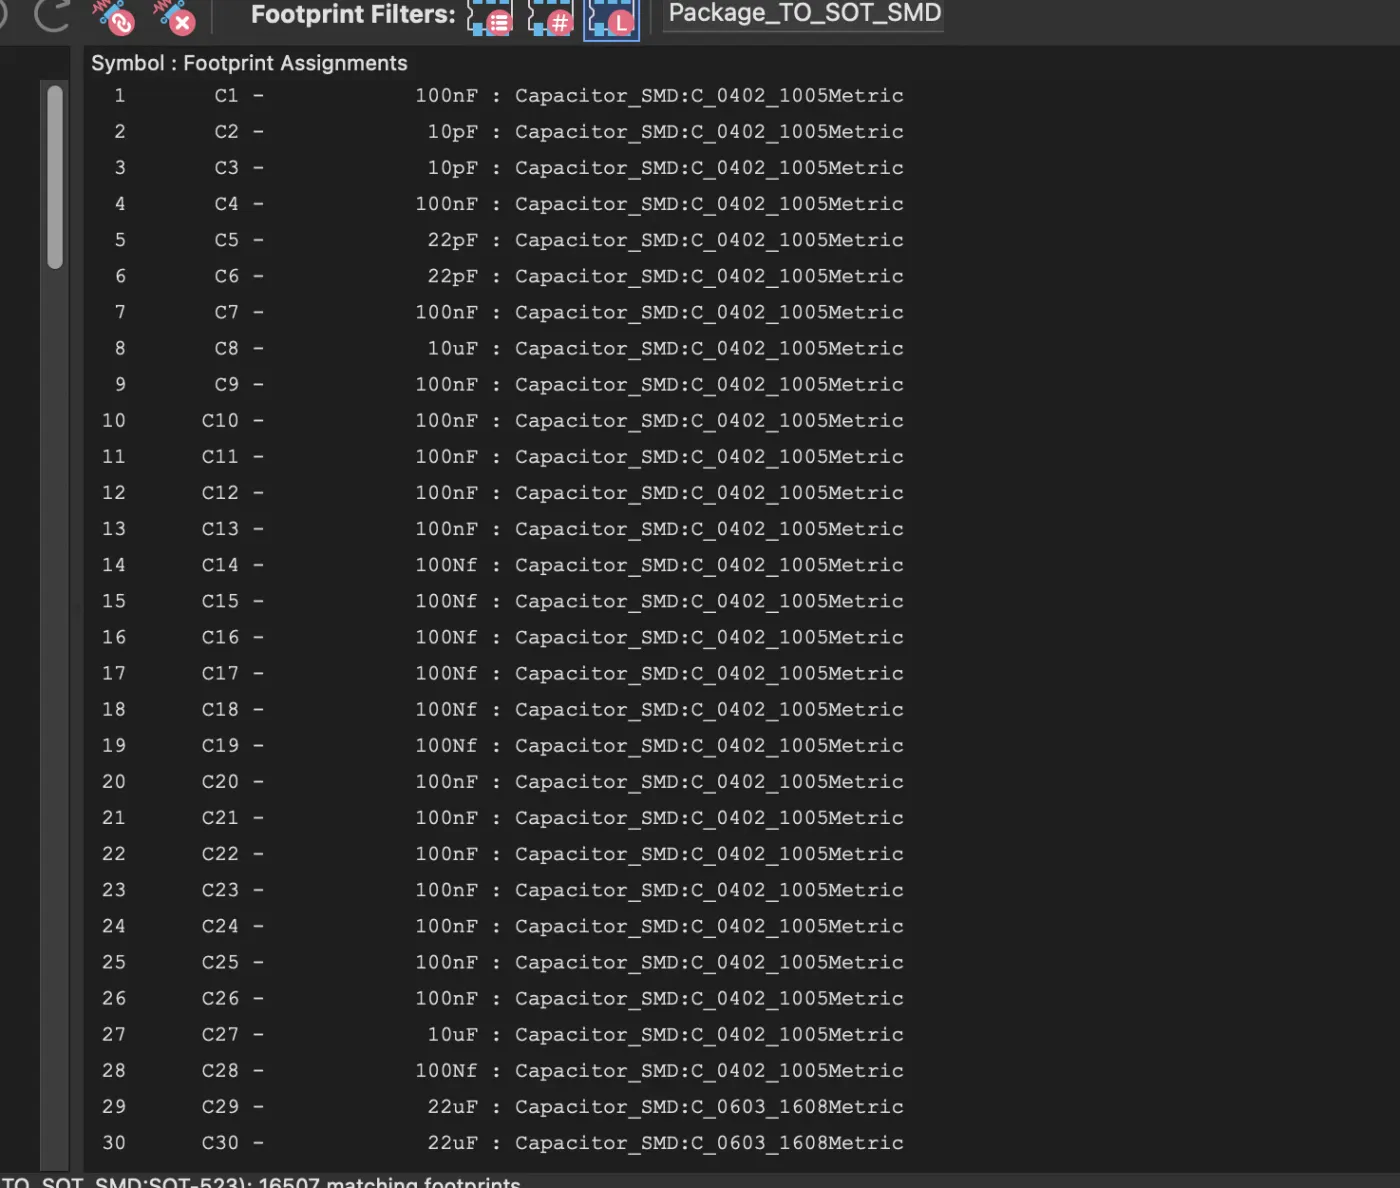 Footprint Filters: # L Package_TO_SOT_SMD
Symbol : Footprint Assignments
1 C1 - 100nF : Capacitor_SMD:C_0402_1005Metric
2 C2 - 10pF : Capacitor_SMD:C_0402_1005Metric
3 C3 - 10pF : Capacitor_SMD:C_0402_1005Metric
4 C4 - 100nF : Capacitor_SMD:C_0402_1005Metric
5 C5 - 22pF : Capacitor_SMD:C_0402_1005Metric
6 C6 - 22pF : Capacitor_SMD:C_0402_1005Metric
7 C7 - 100nF : Capacitor_SMD:C_0402_1005Metric
8 C8 - 10uF : Capacitor_SMD:C_0402_1005Metric
9 C9 - 100nF : Capacitor_SMD:C_0402_1005Metric
10 C10 - 100nF : Capacitor_SMD:C_0402_1005Metric
11 C11 - 100nF : Capacitor_SMD:C_0402_1005Metric
12 C12 - 100nF : Capacitor_SMD:C_0402_1005Metric
13 C13 - 100nF : Capacitor_SMD:C_0402_1005Metric
14 C14 - 100Nf : Capacitor_SMD:C_0402_1005Metric
15 C15 - 100Nf : Capacitor_SMD:C_0402_1005Metric
16 C16 - 100Nf : Capacitor_SMD:C_0402_1005Metric
17 C17 - 100Nf : Capacitor_SMD:C_0402_1005Metric
18 C18 - 100Nf : Capacitor_SMD:C_0402_1005Metric
19 C19 - 100Nf : Capacitor_SMD:C_0402_1005Metric
20 C20 - 100nF : Capacitor_SMD:C_0402_1005Metric
21 C21 - 100nF : Capacitor_SMD:C_0402_1005Metric
22 C22 - 100nF : Capacitor_SMD:C_0402_1005Metric
23 C23 - 100nF : Capacitor_SMD:C_0402_1005Metric
24 C24 - 100nF : Capacitor_SMD:C_0402_1005Metric
25 C25 - 100nF : Capacitor_SMD:C_0402_1005Metric
26 C26 - 100nF : Capacitor_SMD:C_0402_1005Metric
27 C27 - 10uF : Capacitor_SMD:C_0402_1005Metric
28 C28 - 100Nf : Capacitor_SMD:C_0402_1005Metric
29 C29 - 22uF : Capacitor_SMD:C_0603_1608Metric
30 C30 - 22uF : Capacitor_SMD:C_0603_1608Metric
TO_SOT_SMD:SOT-523): 16507 matching footprints